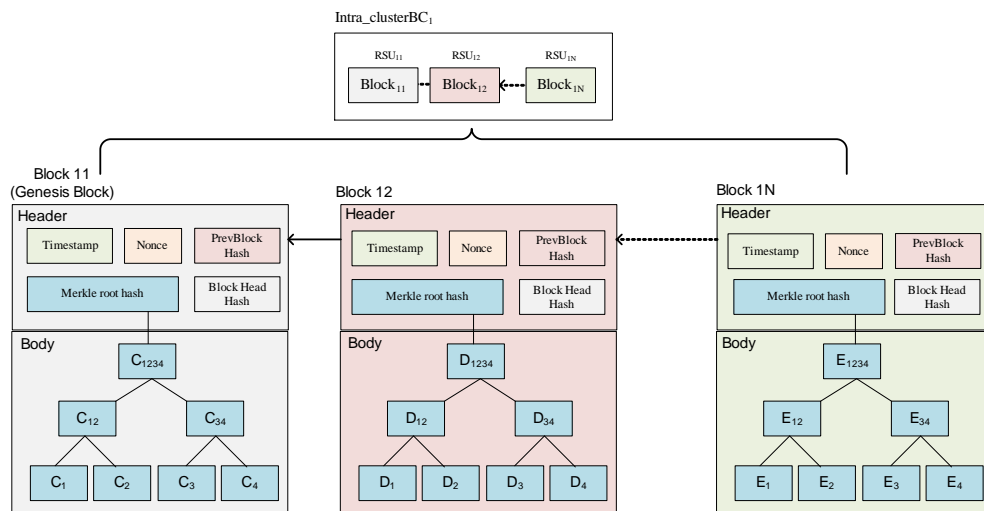 Intra_clusterBC₁
RSU₁₁ RSU₁₂ RSU₁N
Block₁₁ Block₁₂ Block₁N
Block 11
(Genesis Block)
Block 12
Block 1N
Header
Timestamp
Nonce
PrevBlock
Hash
Merkle root hash
Block Head
Hash
Body
C₁₂₃₄
C₁₂ C₃₄
C₁ C₂ C₃ C₄
Header
Timestamp
Nonce
PrevBlock
Hash
Merkle root hash
Block Head
Hash
Body
D₁₂₃₄
D₁₂ D₃₄
D₁ D₂ D₃ D₄
Header
Timestamp
Nonce
PrevBlock
Hash
Merkle root hash
Block Head
Hash
Body
E₁₂₃₄
E₁₂ E₃₄
E₁ E₂ E₃ E₄